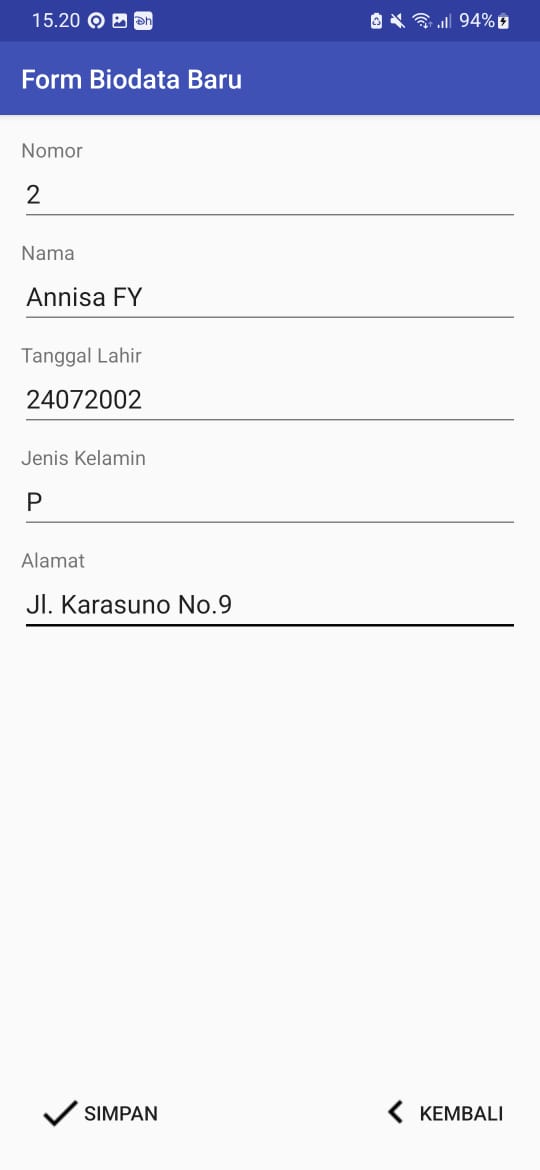 15.20 94%
Form Biodata Baru
Nomor
2
Nama
Annisa FY
Tanggal Lahir
24072002
Jenis Kelamin
P
Alamat
Jl. Karasuno No.9
SIMPAN KEMBALI